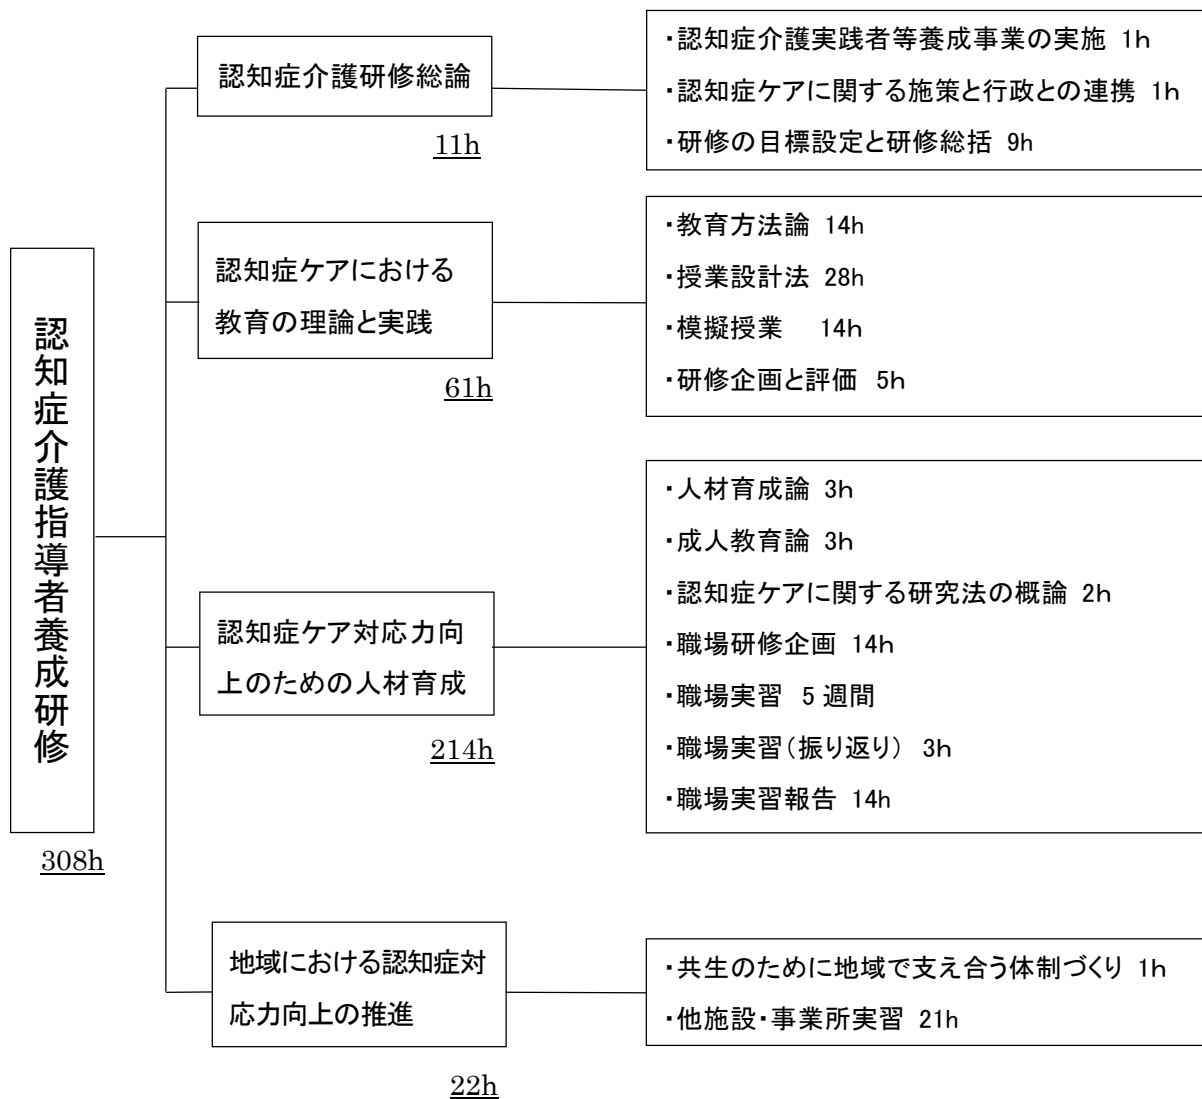 認知症介護指導者養成研修
308h
認知症介護研修総論
11h
・認知症介護実践者等養成事業の実施 1h
・認知症ケアに関する施策と行政との連携 1h
・研修の目標設定と研修総括 9h
認知症ケアにおける
教育の理論と実践
61h
・教育方法論 14h
・授業設計法 28h
・模擬授業 14h
・研修企画と評価 5h
認知症ケア対応力向
上のための人材育成
214h
・人材育成論 3h
・成人教育論 3h
・認知症ケアに関する研究法の概論 2h
・職場研修企画 14h
・職場実習 5週間
・職場実習(振り返り) 3h
・職場実習報告 14h
地域における認知症対
応力向上の推進
22h
・共生のために地域で支え合う体制づくり 1h
・他施設・事業所実習 21h